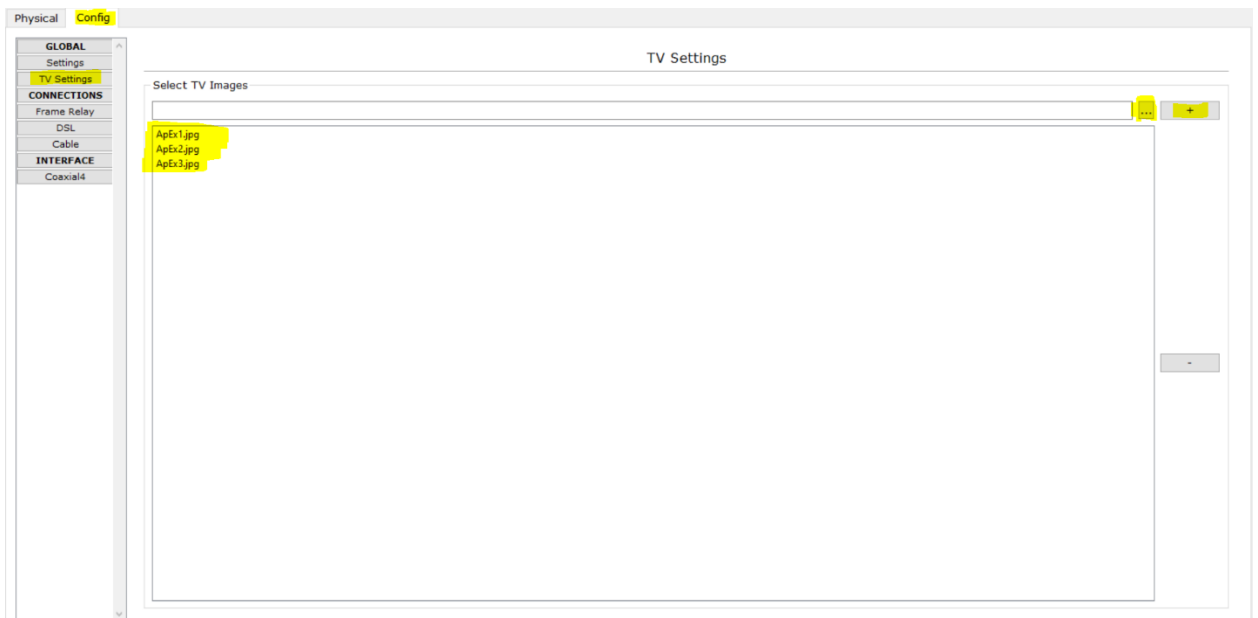 Physical Config
GLOBAL
Settings
TV Settings
CONNECTIONS
Frame Relay
DSL
Cable
INTERFACE
Coaxial4
TV Settings
Select TV Images
... +
ApEx1.jpg
ApEx2.jpg
ApEx3.jpg
-